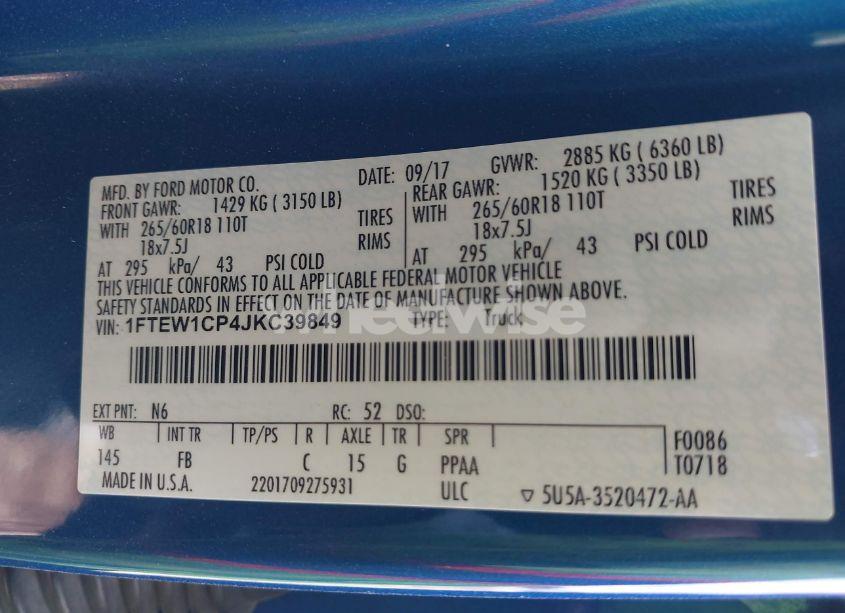 MFD. BY FORD MOTOR CO. DATE: 09/17 GVWR: 2885 KG ( 6360 LB)
FRONT GAWR: 1429 KG ( 3150 LB) REAR GAWR: 1520 KG ( 3350 LB)
WITH 265/60R18 110T TIRES WITH 265/60R18 110T TIRES
18x7.5J RIMS 18x7.5J RIMS
AT 295 kPa/ 43 PSI COLD AT 295 kPa/ 43 PSI COLD
THIS VEHICLE CONFORMS TO ALL APPLICABLE FEDERAL MOTOR VEHICLE
SAFETY STANDARDS IN EFFECT ON THE DATE OF MANUFACTURE SHOWN ABOVE.
VIN: 1FTEW1CP4JKC39849 TYPE: Truck
EXT PNT: N6 RC: 52 DSO:
WB INT TR TP/PS R AXLE TR SPR F0086
145 FB C 15 G PPAA T0718
MADE IN U.S.A. 2201709275931 ULC ▽ 5U5A-3520472-AA